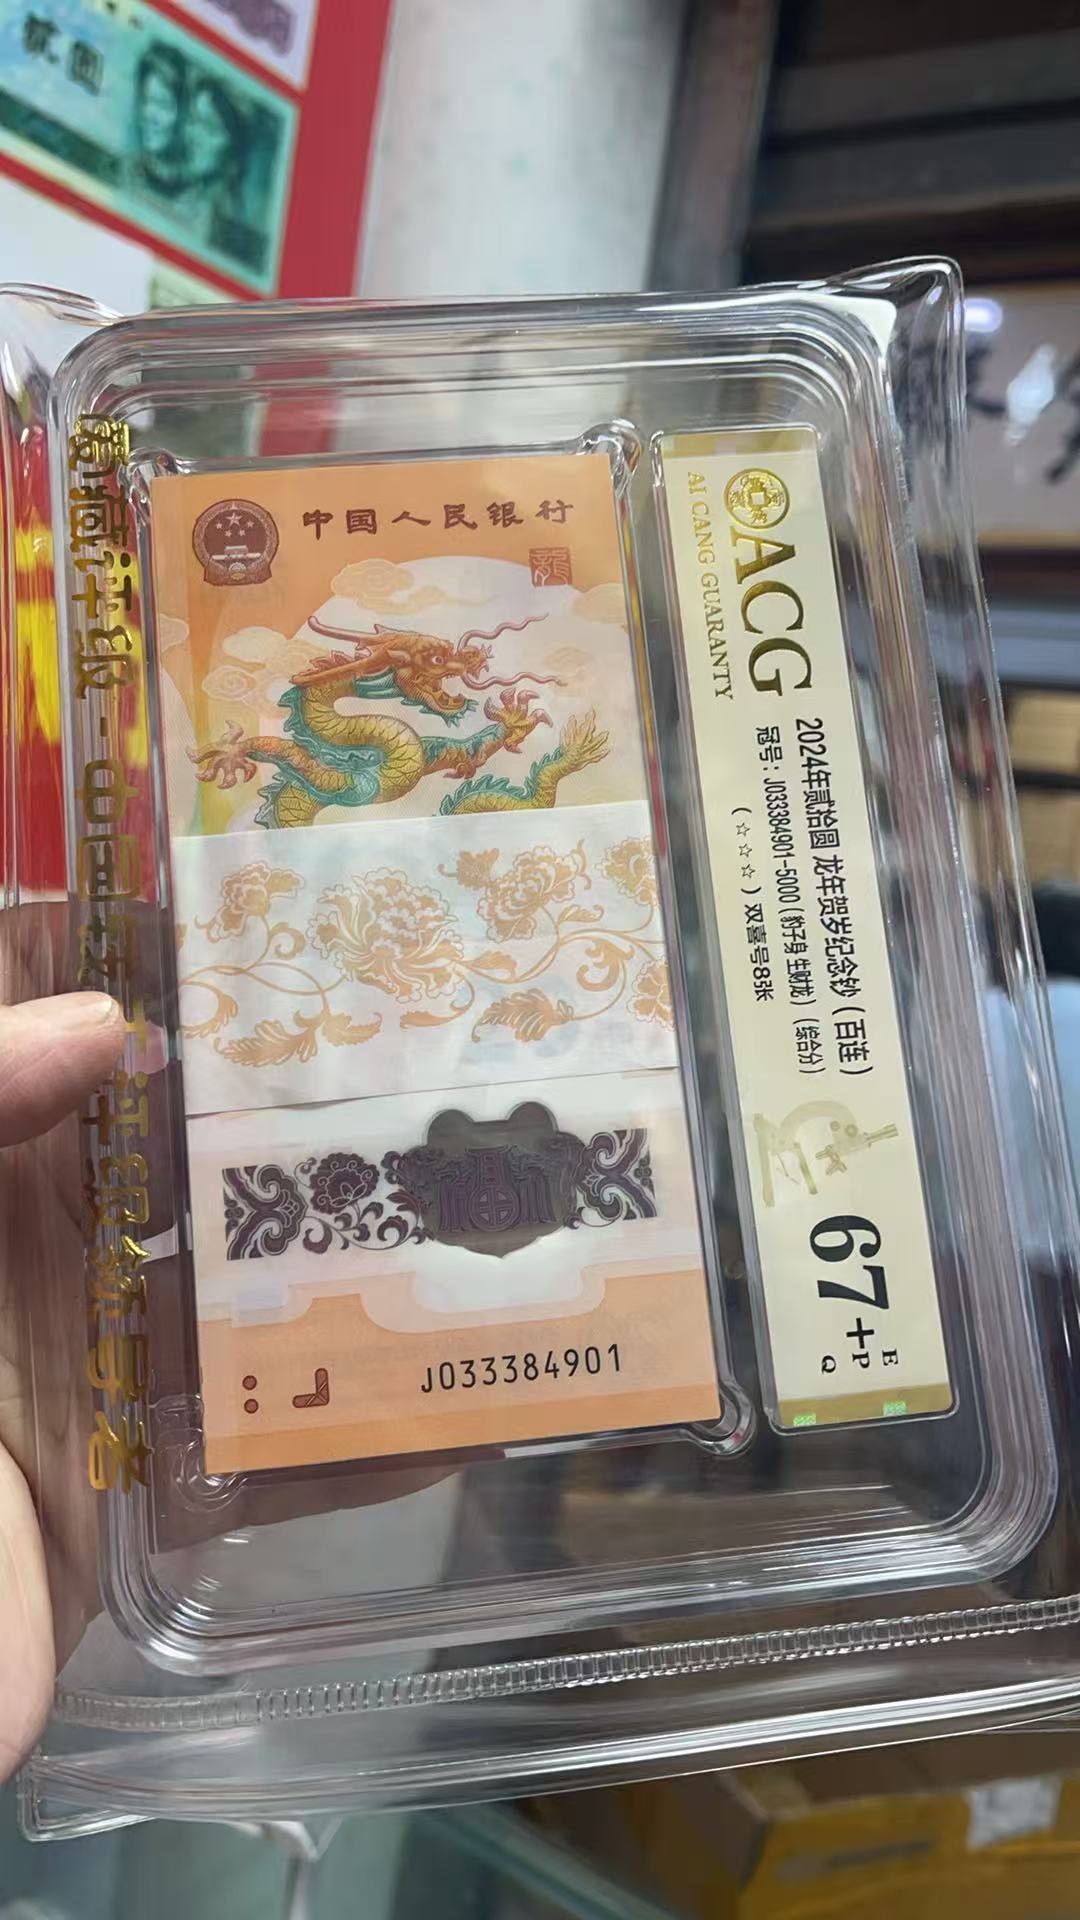 贰圆
中国人民银行
龍
J033384901
ACG
AI CANG GUARANTY
2024年贰拾圆 龙年贺岁纪念钞（百连）
冠号：J033384901-5000（豹子身 生财龙）（综合分）
（☆☆☆）双喜号8张
67+
E
P
Q
爱藏评级-中国
评级领导者